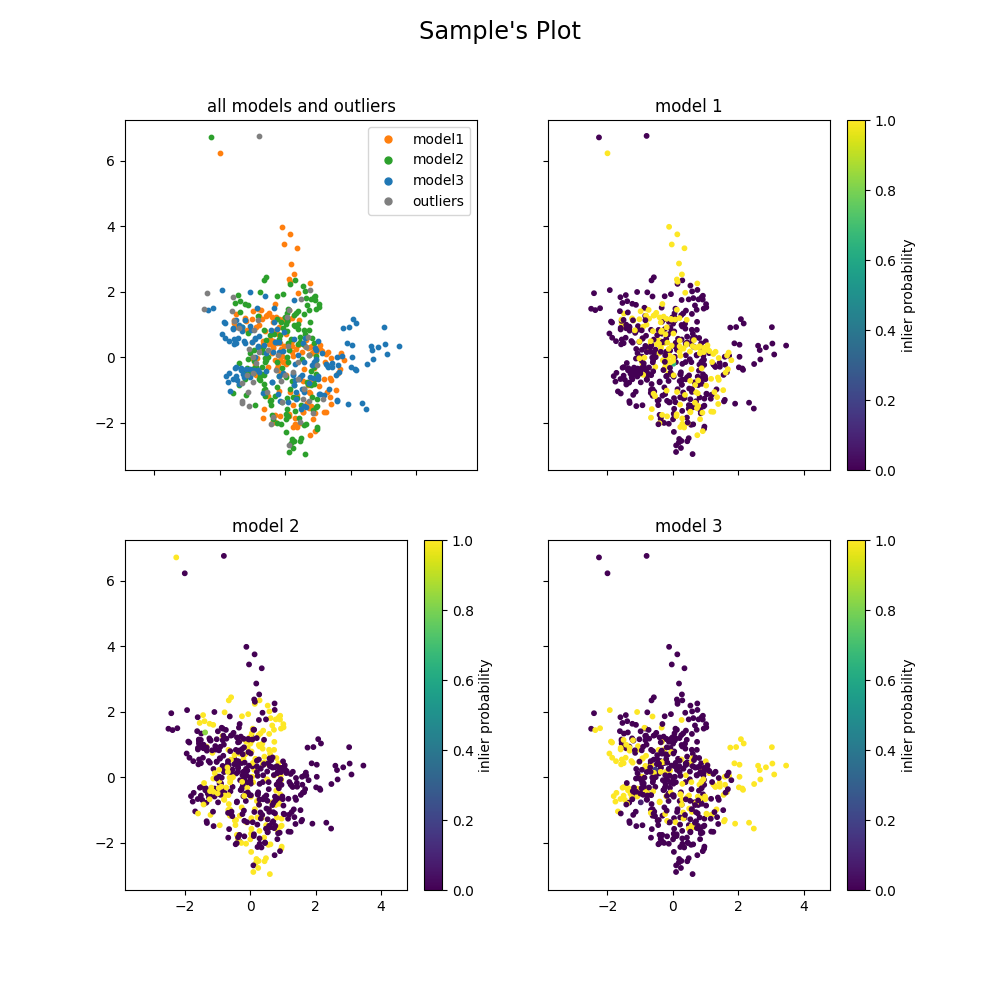 Sample's Plot
all models and outliers
model1
model2
model3
outliers
6
4
2
0
−2
model 1
1.0
0.8
0.6
0.4
0.2
0.0
inlier probability
model 2
6
4
2
0
−2
−2 0 2 4
1.0
0.8
0.6
0.4
0.2
0.0
inlier probability
model 3
−2 0 2 4
1.0
0.8
0.6
0.4
0.2
0.0
inlier probability